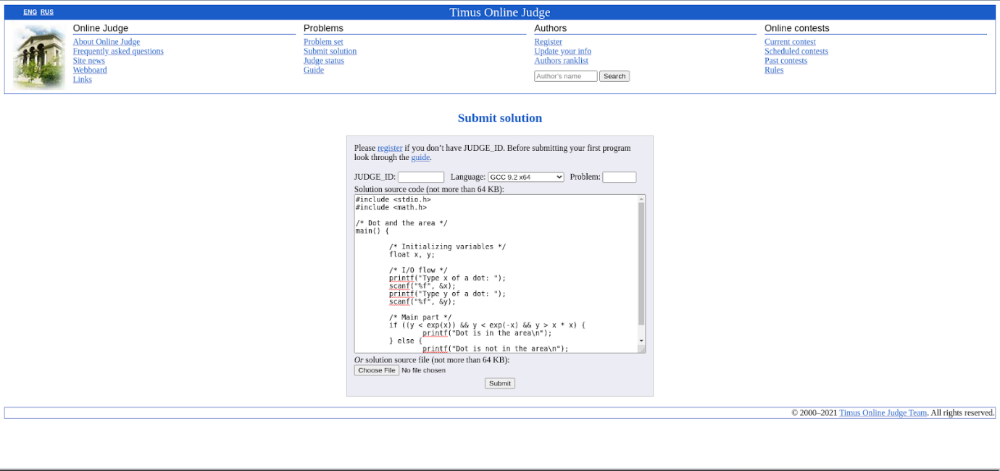 ENG RUS
Timus Online Judge
Online Judge
About Online Judge
Frequently asked questions
Site news
Webboard
Links
Problems
Problem set
Submit solution
Judge status
Guide
Authors
Register
Update your info
Authors ranklist
Author's name Search
Online contests
Current contest
Scheduled contests
Past contests
Rules
Submit solution
Please register if you don’t have JUDGE_ID. Before submitting your first program
look through the guide.
JUDGE_ID: Language: GCC 9.2 x64 Problem:
Solution source code (not more than 64 KB):
#include <stdio.h>
#include <math.h>
/* Dot and the area */
main() {
/* Initializing variables */
float x, y;
/* I/O flow */
printf("Type x of a dot: ");
scanf("%f", &x);
printf("Type y of a dot: ");
scanf("%f", &y);
/* Main part */
if ((y < exp(x)) && y < exp(-x) && y > x * x) {
printf("Dot is in the area\n");
} else {
printf("Dot is not in the area\n");
Or solution source file (not more than 64 KB):
Choose File No file chosen
Submit
© 2000–2021 Timus Online Judge Team. All rights reserved.